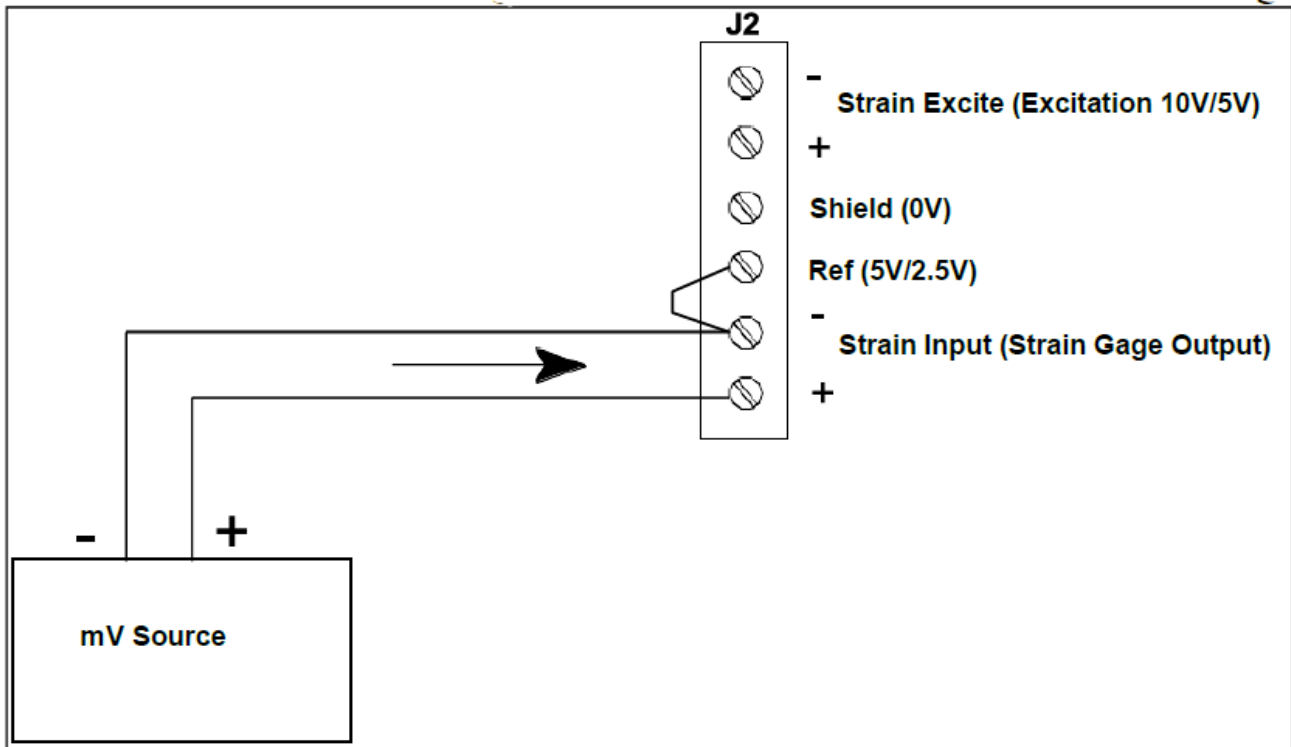 J2
-
Strain Excite (Excitation 10V/5V)
+
Shield (0V)
Ref (5V/2.5V)
-
Strain Input (Strain Gage Output)
+
- +
mV Source